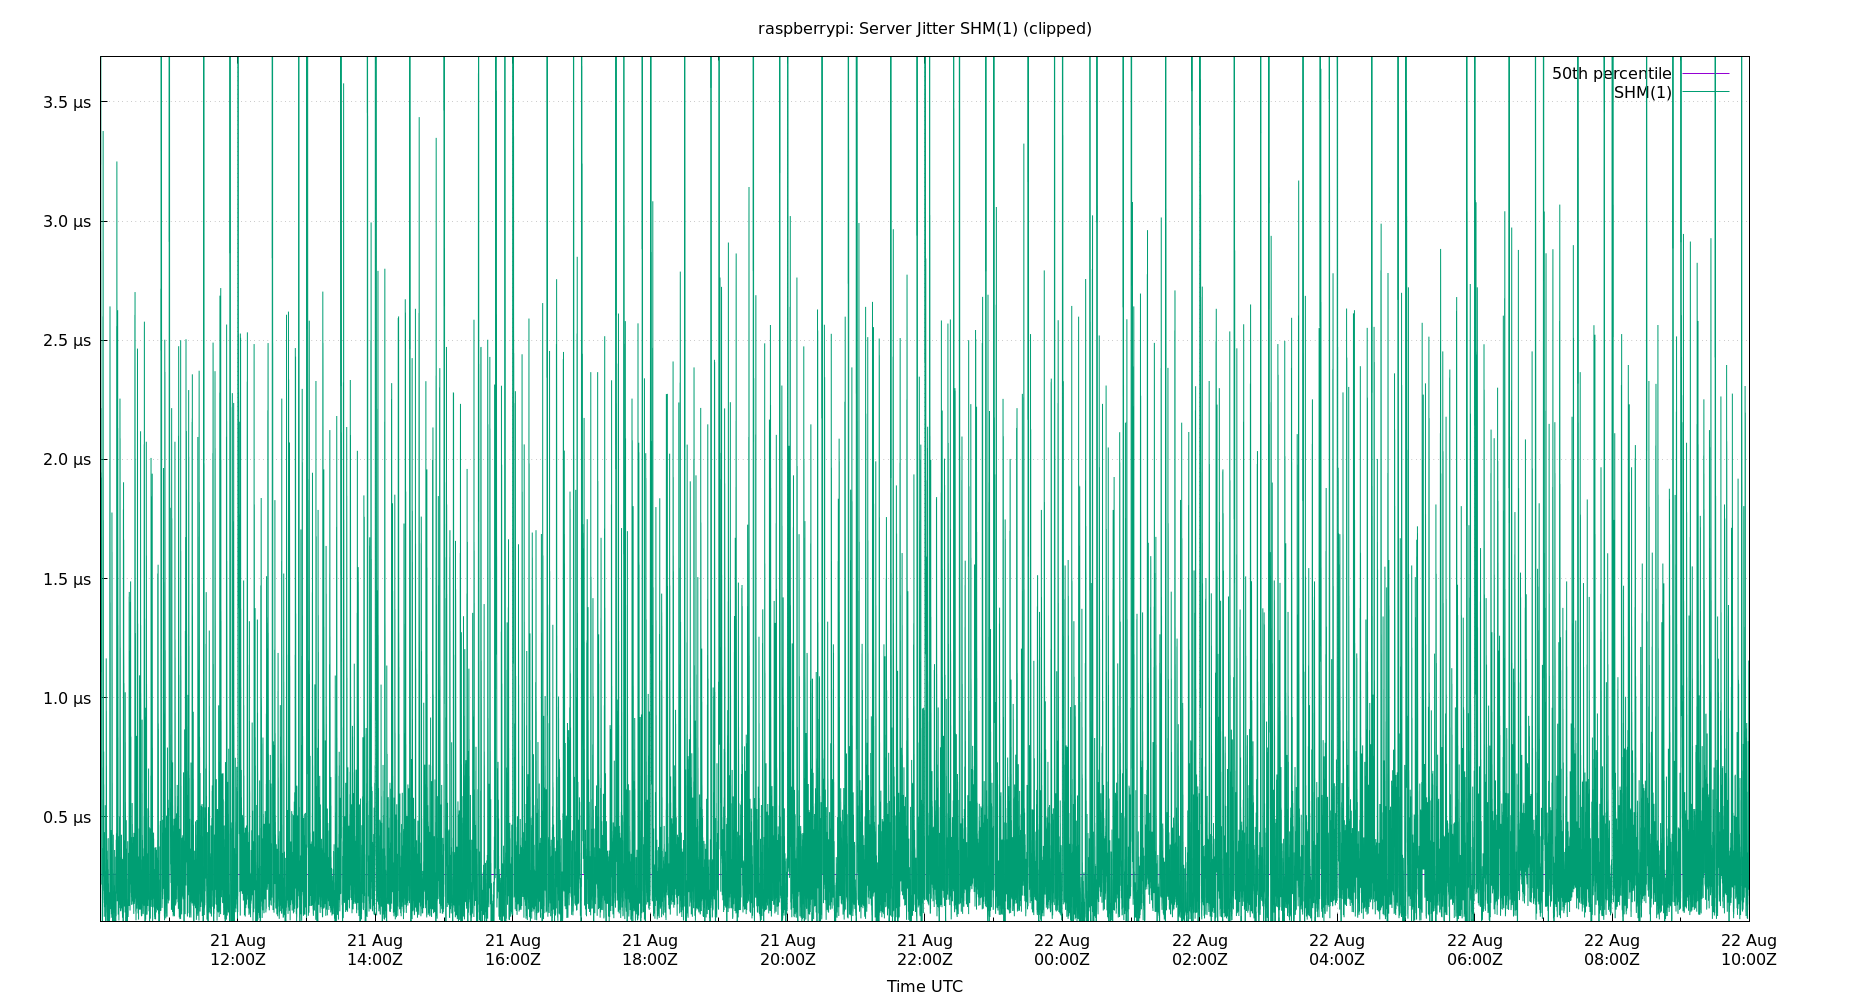 raspberrypi: Server Jitter SHM(1) (clipped)
50th percentile
SHM(1)
3.5 µs
3.0 µs
2.5 µs
2.0 µs
1.5 µs
1.0 µs
0.5 µs
21 Aug 21 Aug 21 Aug 21 Aug 21 Aug 21 Aug 22 Aug 22 Aug 22 Aug 22 Aug 22 Aug 22 Aug
12:00Z 14:00Z 16:00Z 18:00Z 20:00Z 22:00Z 00:00Z 02:00Z 04:00Z 06:00Z 08:00Z 10:00Z
Time UTC